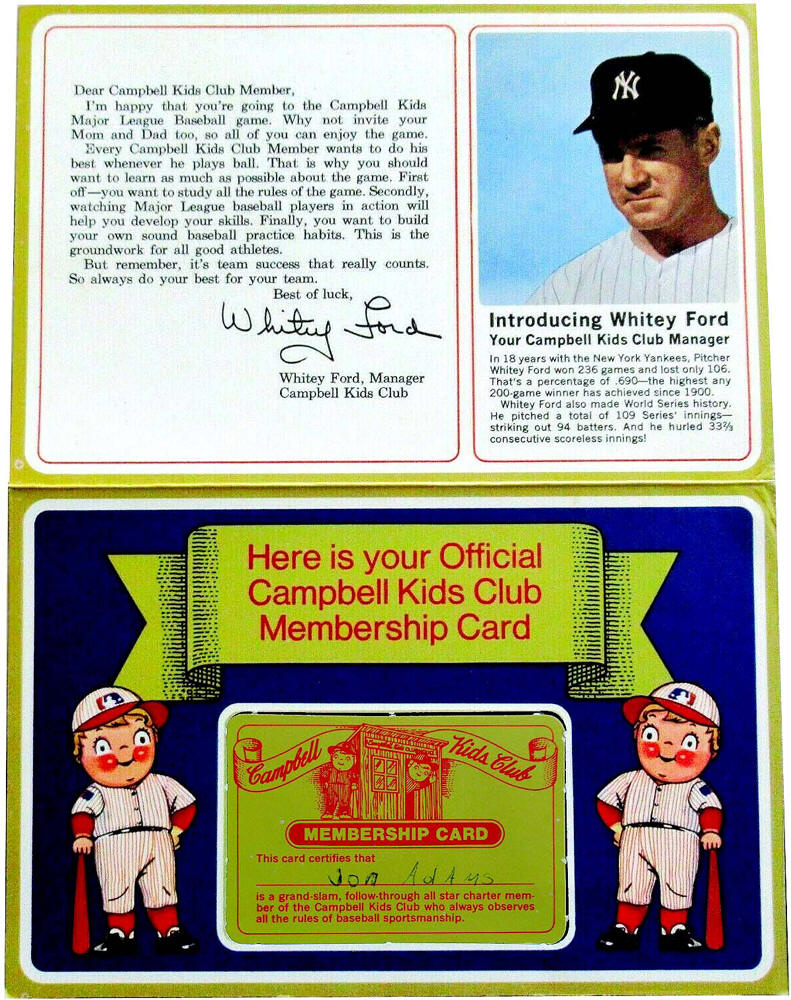 Dear Campbell Kids Club Member,
I'm happy that you're going to the Campbell Kids
Major League Baseball game. Why not invite your
Mom and Dad too, so all of you can enjoy the game.
Every Campbell Kids Club Member wants to do his
best whenever he plays ball. That is why you should
want to learn as much as possible about the game. First
off—you want to study all the rules of the game. Secondly,
watching Major League baseball players in action will
help you develop your skills. Finally, you want to build
your own sound baseball practice habits. This is the
groundwork for all good athletes.
But remember, it's team success that really counts.
So always do your best for your team.
Best of luck,
Whitey Ford
Whitey Ford, Manager
Campbell Kids Club
NY
Introducing Whitey Ford
Your Campbell Kids Club Manager
In 18 years with the New York Yankees, Pitcher
Whitey Ford won 236 games and lost only 106.
That's a percentage of .690—the highest any
200-game winner has achieved since 1900.
Whitey Ford also made World Series history.
He pitched a total of 109 Series' innings—
striking out 94 batters. And he hurled 33⅔
consecutive scoreless innings!
Here is your Official
Campbell Kids Club
Membership Card
Campbell Kids Club
MEMBERSHIP CARD
This card certifies that
Jon Adams
is a grand-slam, follow-through all star charter mem-
ber of the Campbell Kids Club who always observes
all the rules of baseball sportsmanship.